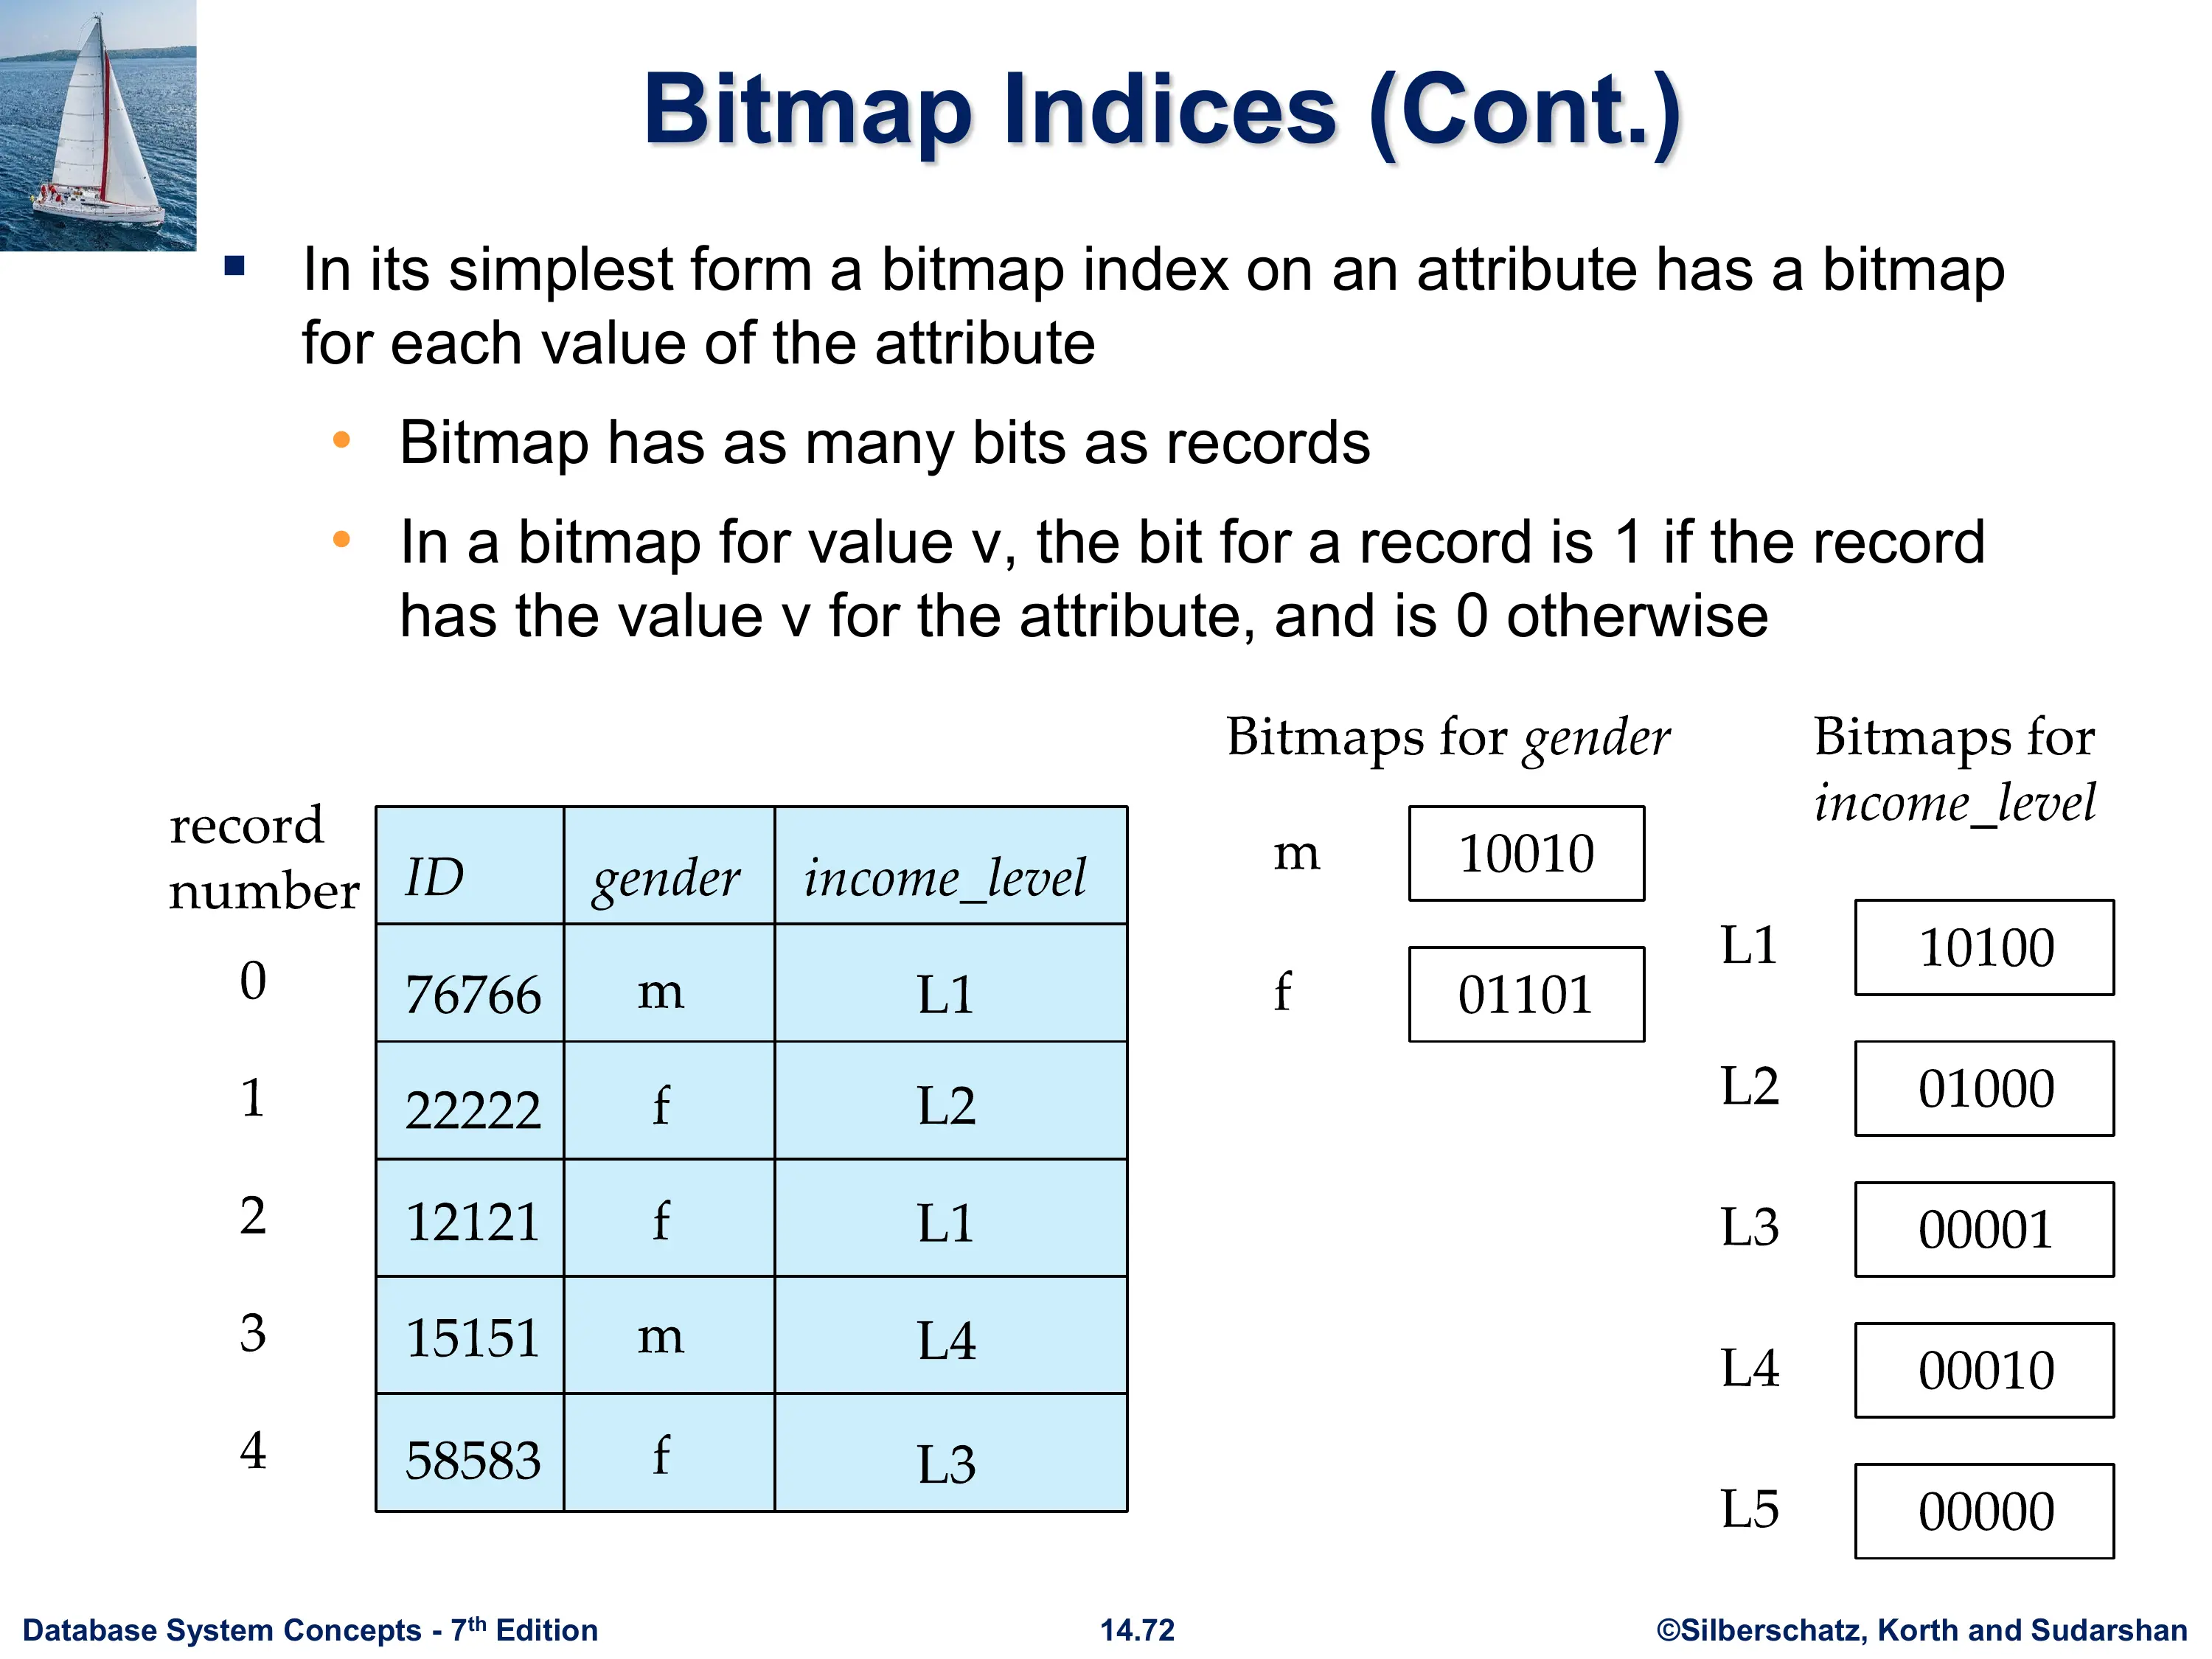 Bitmap Indices (Cont.)
▪ In its simplest form a bitmap index on an attribute has a bitmap
for each value of the attribute
• Bitmap has as many bits as records
• In a bitmap for value v, the bit for a record is 1 if the record
has the value v for the attribute, and is 0 otherwise
record
number
ID gender income_level
0 76766 m L1
1 22222 f L2
2 12121 f L1
3 15151 m L4
4 58583 f L3
Bitmaps for gender
m 10010
f 01101
Bitmaps for
income_level
L1 10100
L2 01000
L3 00001
L4 00010
L5 00000
Database System Concepts - 7th Edition
14.72
©Silberschatz, Korth and Sudarshan